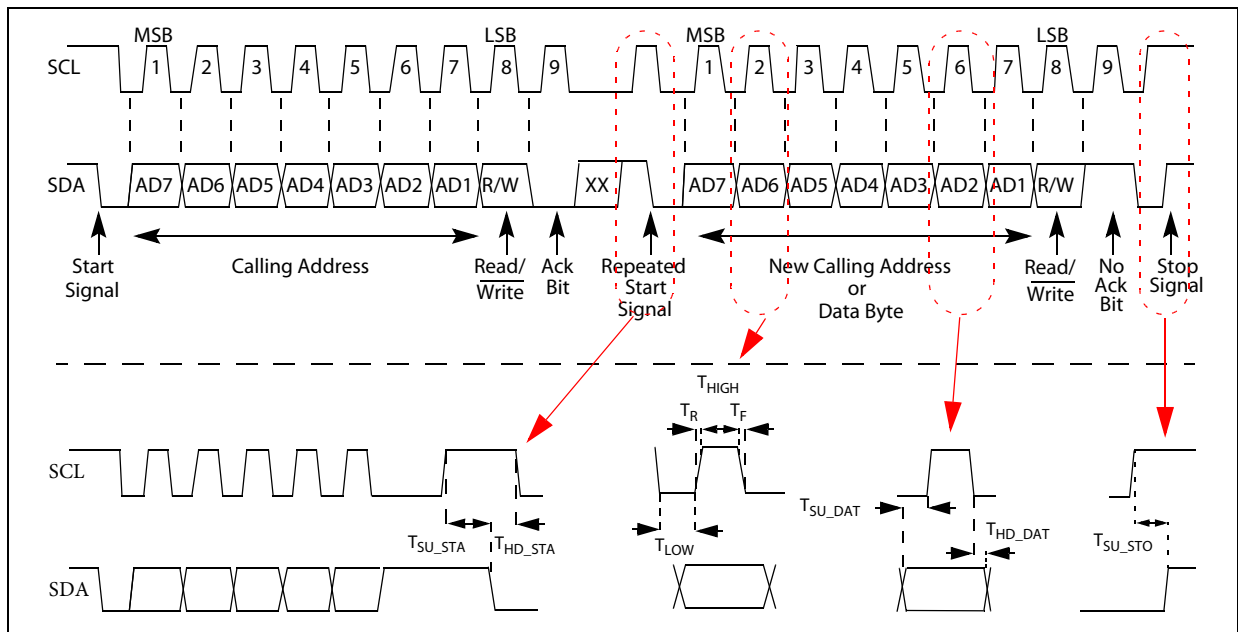 MSB LSB MSB LSB
SCL 1 2 3 4 5 6 7 8 9 1 2 3 4 5 6 7 8 9
SDA AD7 AD6 AD5 AD4 AD3 AD2 AD1 R/W XX AD7 AD6 AD5 AD4 AD3 AD2 AD1 R/W
Start
Signal
Calling Address
Read/
Write
Ack
Bit
Repeated
Start
Signal
New Calling Address
or
Data Byte
Read/
Write
No
Ack
Bit
Stop
Signal
THIGH
TR TF
SCL
TSU_STA THD_STA
TLOW
TSU_DAT
THD_DAT
TSU_STO
SDA